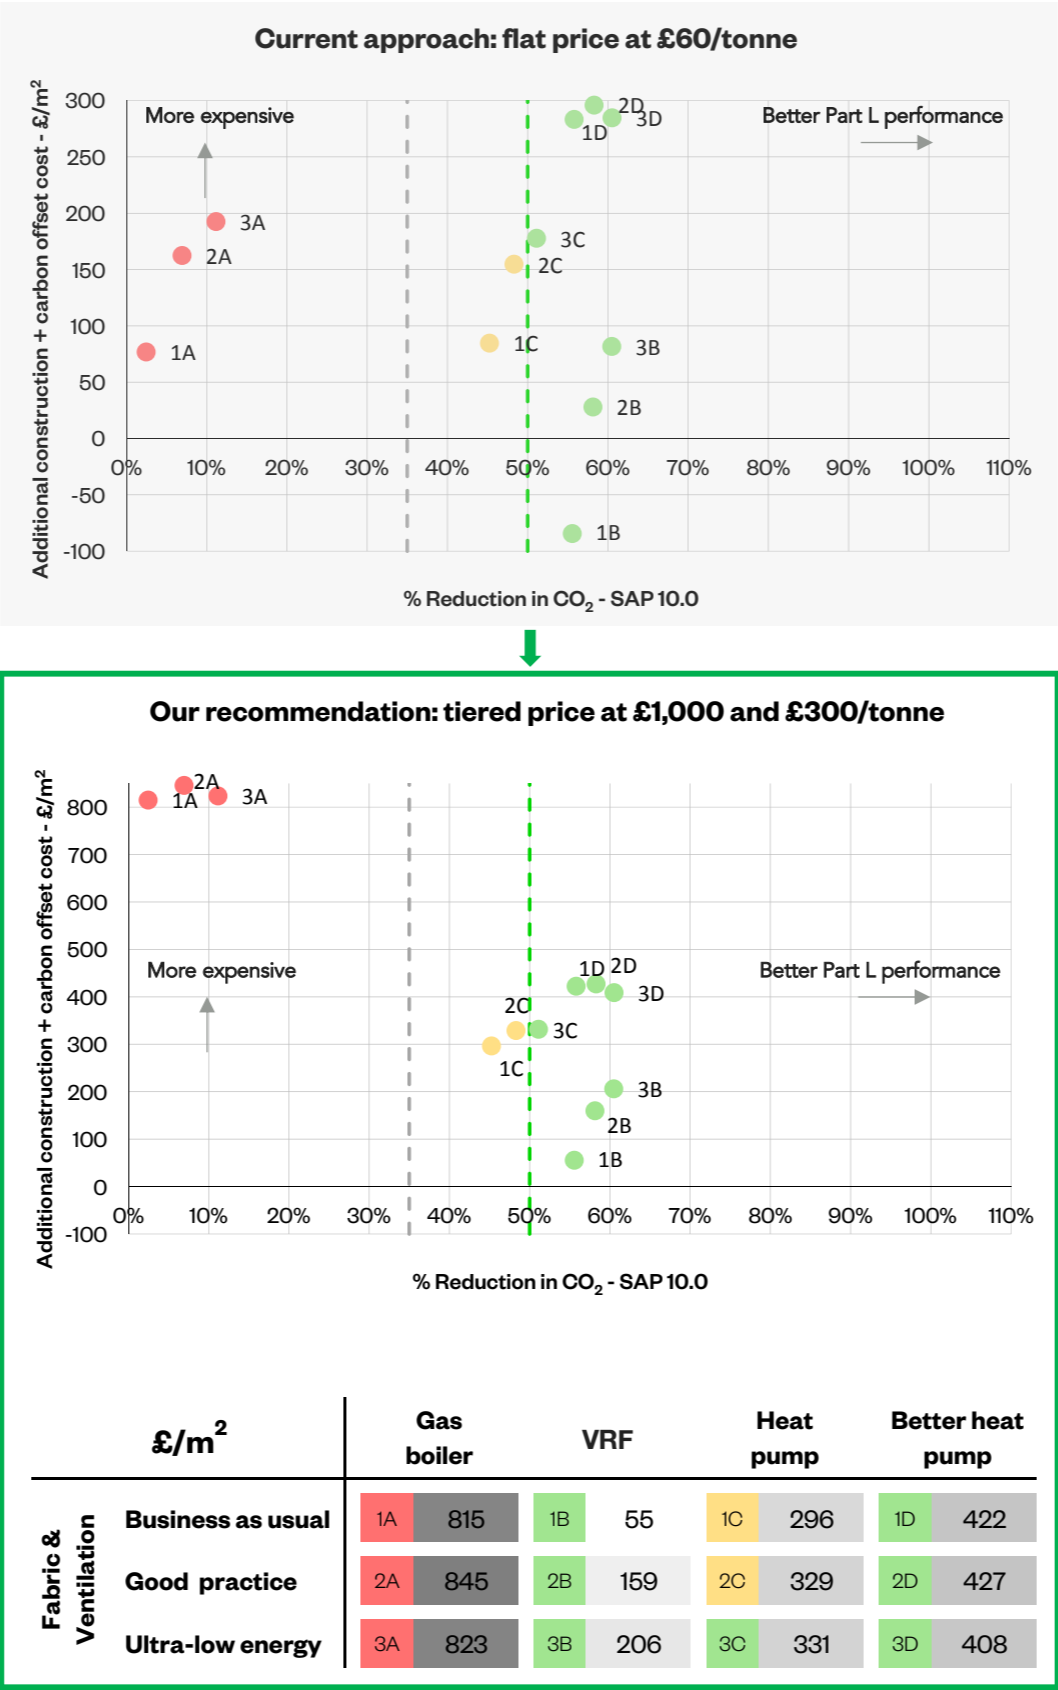 Current approach: flat price at £60/tonne
Additional construction + carbon offset cost - £/m²
300
250
200
150
100
50
0
-50
-100
More expensive
Better Part L performance
2D
3D
1D
3A
2A
3C
2C
1A
1C
3B
2B
1B
0% 10% 20% 30% 40% 50% 60% 70% 80% 90% 100% 110%
% Reduction in CO₂ - SAP 10.0
Our recommendation: tiered price at £1,000 and £300/tonne
Additional construction + carbon offset cost - £/m²
800
700
600
500
400
300
200
100
0
-100
2A
1A
3A
More expensive
Better Part L performance
1D 2D
3D
2C
3C
1C
3B
2B
1B
0% 10% 20% 30% 40% 50% 60% 70% 80% 90% 100% 110%
% Reduction in CO₂ - SAP 10.0
£/m²
Gas
boiler
VRF
Heat
pump
Better heat
pump
Fabric &
Ventilation
Business as usual 1A 815 1B 55 1C 296 1D 422
Good practice 2A 845 2B 159 2C 329 2D 427
Ultra-low energy 3A 823 3B 206 3C 331 3D 408